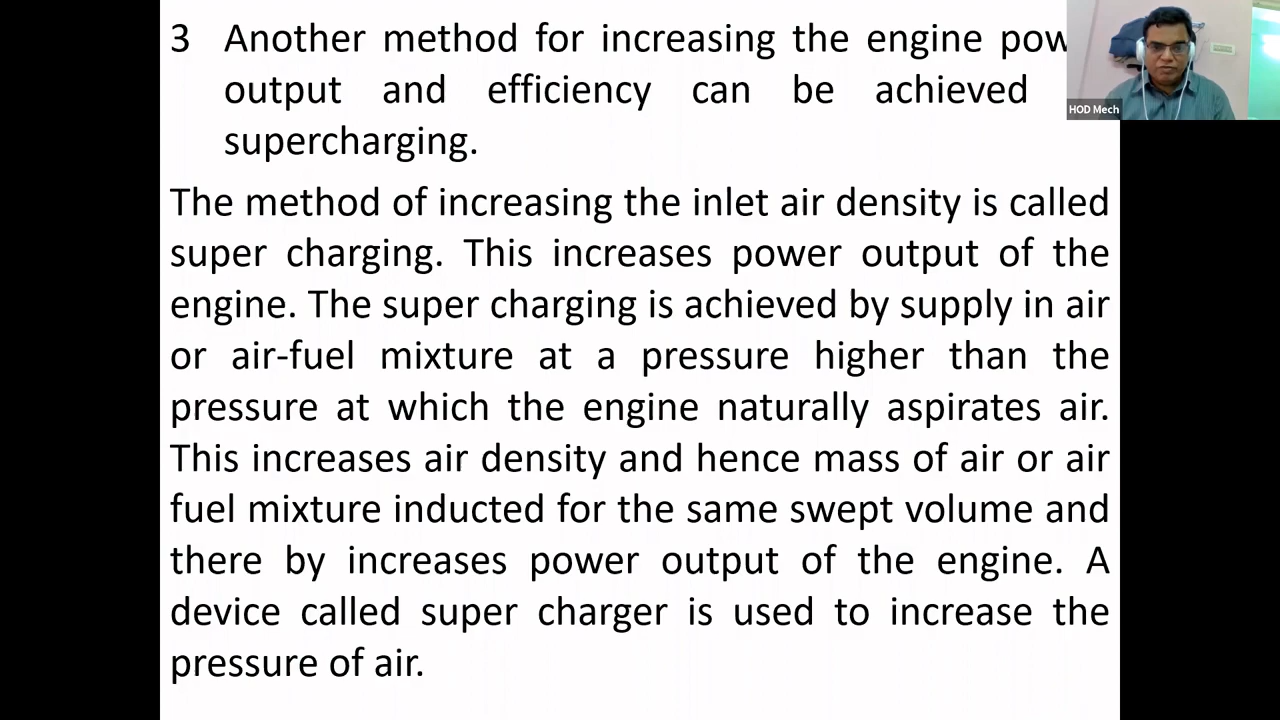 3 Another method for increasing the engine pow
output and efficiency can be achieved
supercharging.
HOD Mech
The method of increasing the inlet air density is called
super charging. This increases power output of the
engine. The super charging is achieved by supply in air
or air-fuel mixture at a pressure higher than the
pressure at which the engine naturally aspirates air.
This increases air density and hence mass of air or air
fuel mixture inducted for the same swept volume and
there by increases power output of the engine. A
device called super charger is used to increase the
pressure of air.